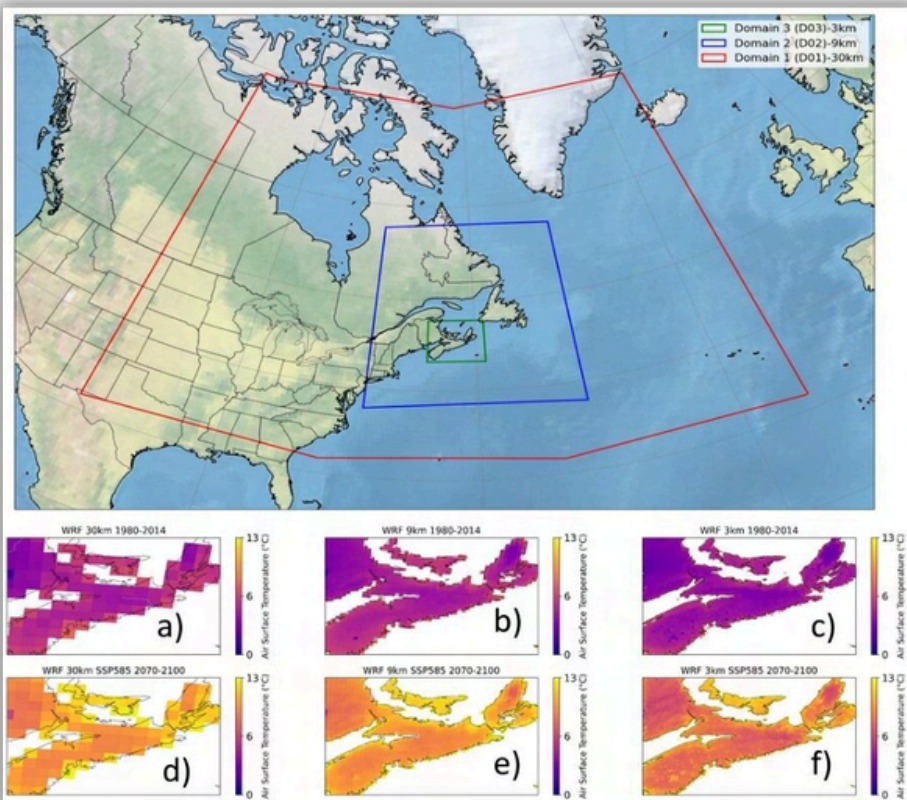 Domain 3 (D03)-3km
Domain 2 (D02)-9km
Domain 1 (D01)-30km
WRF 30km 1980-2014
13
6
0
Air Surface Temperature (°C)
a)
WRF 9km 1980-2014
13
6
0
Air Surface Temperature (°C)
b)
WRF 3km 1980-2014
13
6
0
Air Surface Temperature (°C)
c)
WRF 30km SSP585 2070-2100
13
6
0
Air Surface Temperature (°C)
d)
WRF 9km SSP585 2070-2100
13
6
0
Air Surface Temperature (°C)
e)
WRF 3km SSP585 2070-2100
13
6
0
Air Surface Temperature (°C)
f)